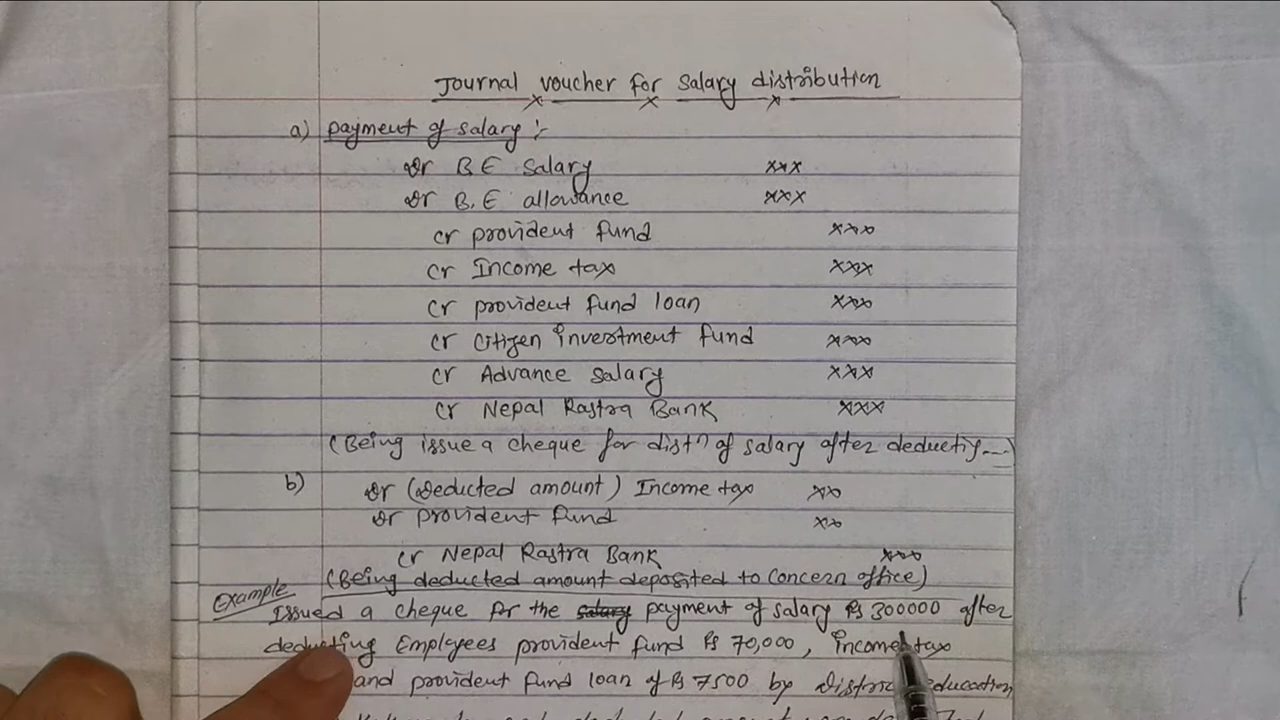 Journal voucher for salary distribution
a) payment of salary :-
Dr B.E salary xxx
Dr B.E allowance xxx
cr provident fund xxx
cr Income tax xxx
cr provident fund loan xxx
cr citizen investment fund xxx
cr Advance salary xxx
cr Nepal Rastra Bank xxx
(Being issue a cheque for distⁿ of salary after deductig....)
b) Dr (Deducted amount) Income tax xx
Dr provident fund xx
cr Nepal Rastra Bank xxx
(Being deducted amount deposited to concern office)
Example
Issued a cheque for the salary payment of salary Rs 300000 after
deducting Employees provident fund Rs 70,000, income tax
and provident fund loan of Rs 7500 by District education